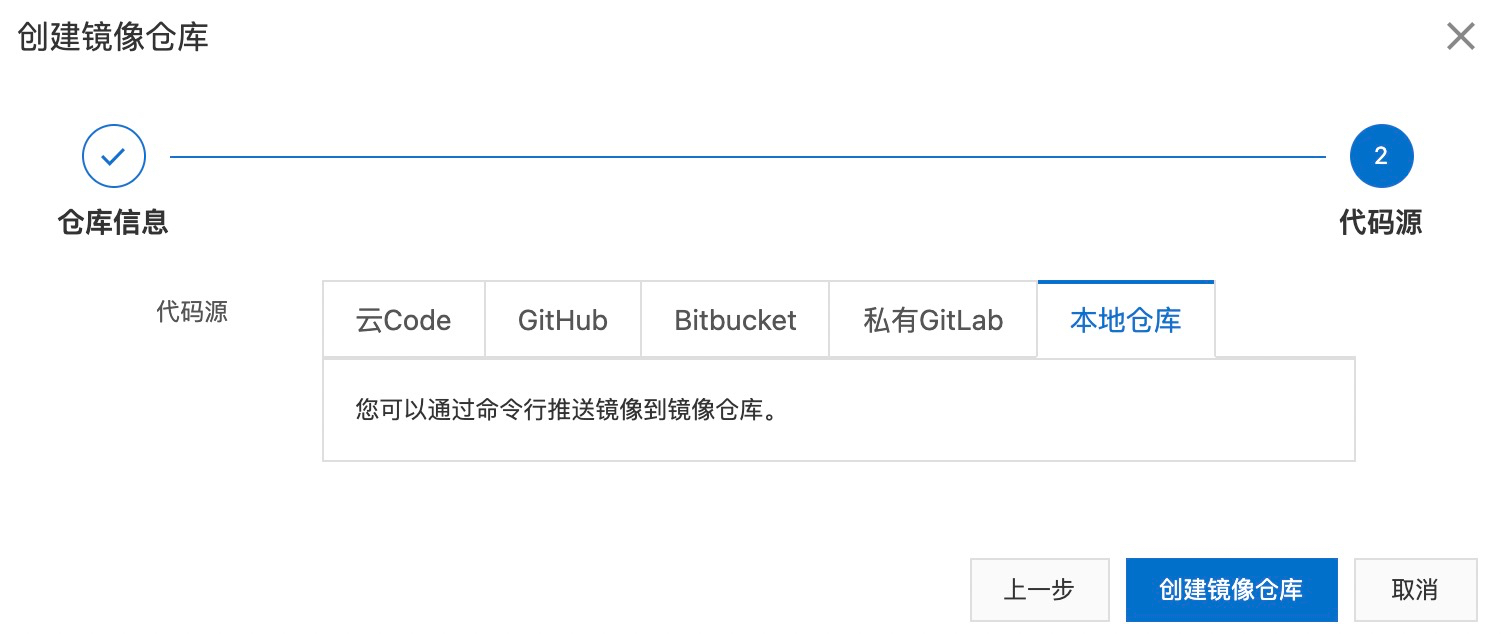 创建镜像仓库
2
仓库信息
代码源
代码源
云Code
GitHub
Bitbucket
私有GitLab
本地仓库
您可以通过命令行推送镜像到镜像仓库。
上一步
创建镜像仓库
取消